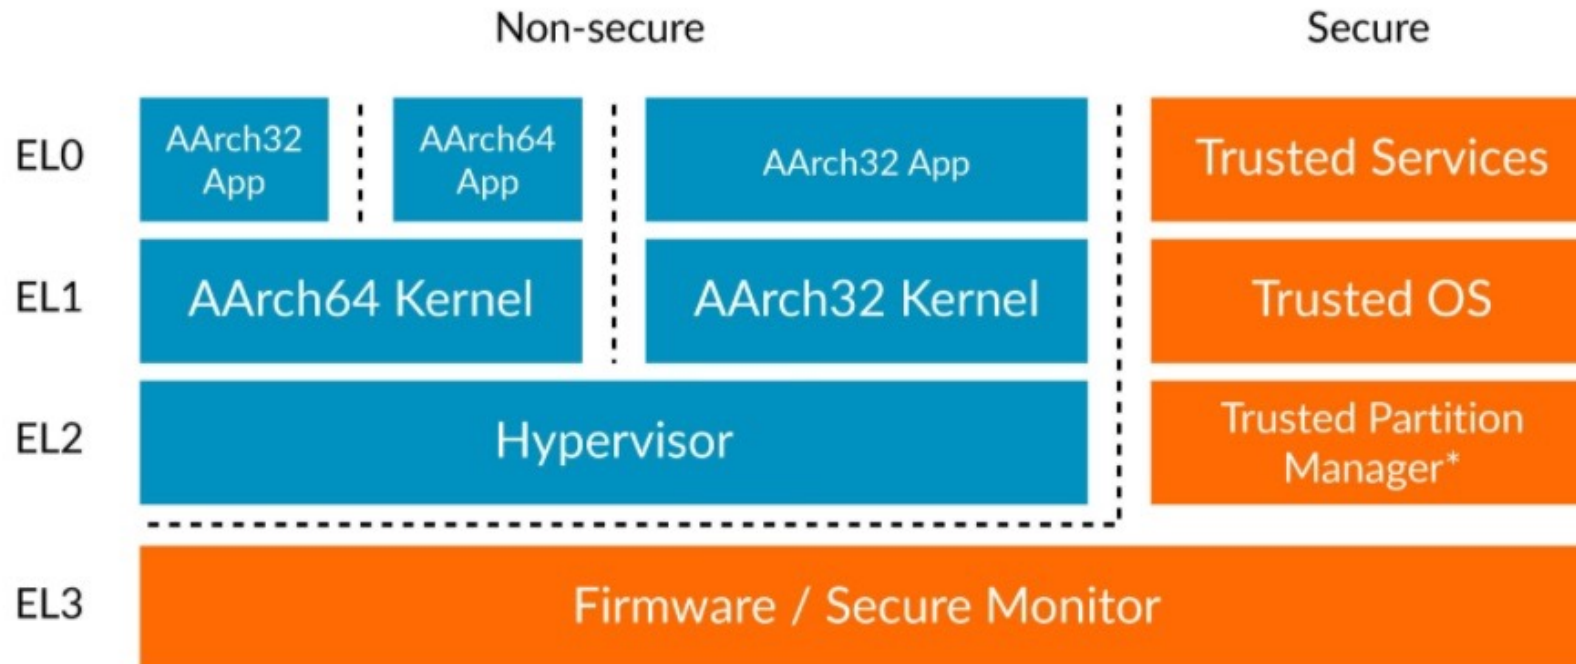 Non-secure
Secure
EL0
AArch32
App
AArch64
App
AArch32 App
Trusted Services
EL1
AArch64 Kernel
AArch32 Kernel
Trusted OS
EL2
Hypervisor
Trusted Partition
Manager*
EL3
Firmware / Secure Monitor